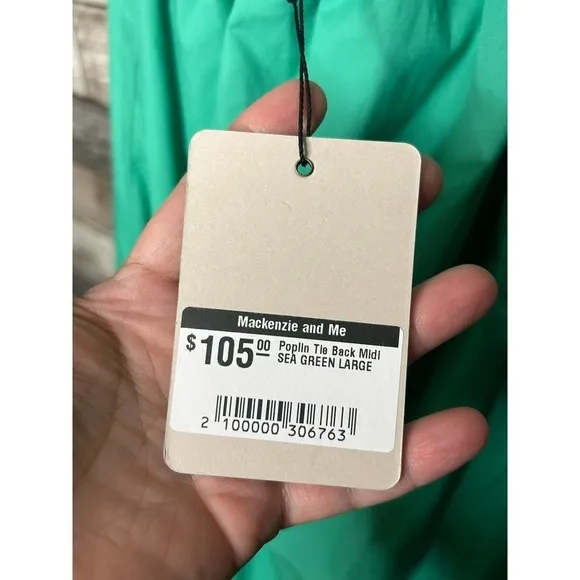 Mackenzie and Me
$105.00 Poplin Tie Back Midi
SEA GREEN LARGE
2 100000 306763